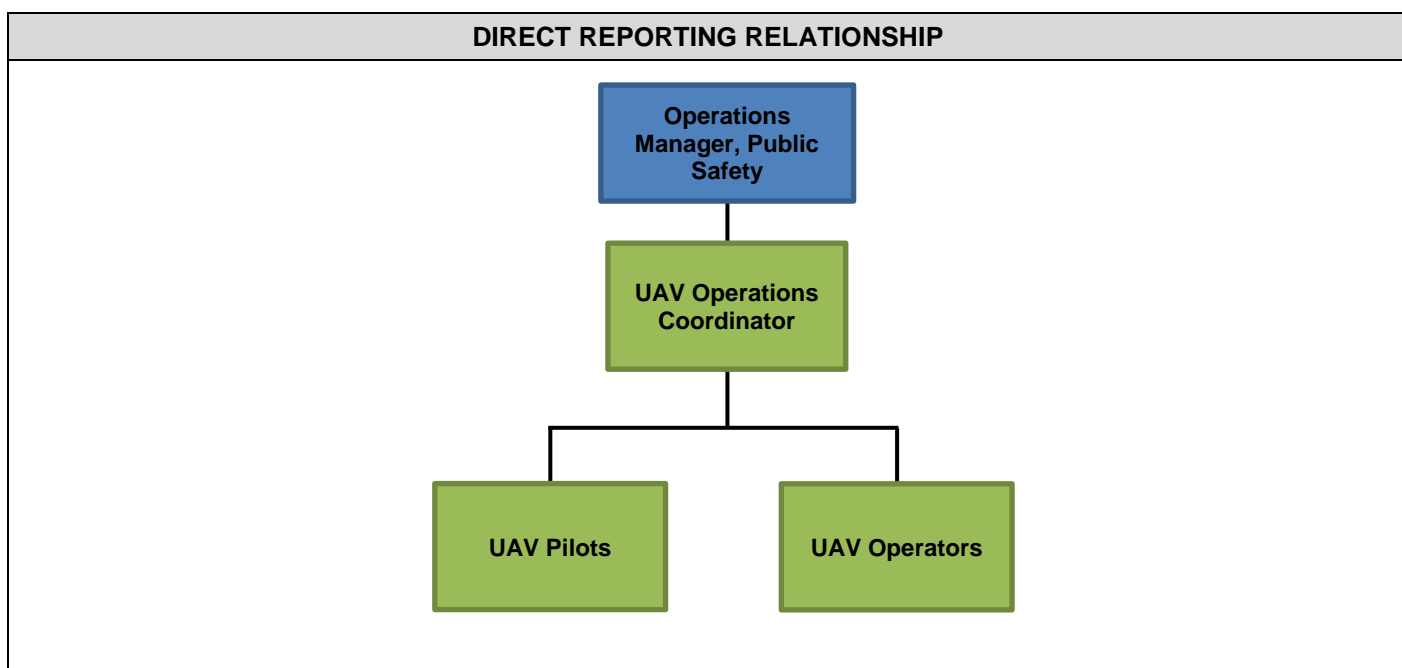 DIRECT REPORTING RELATIONSHIP
Operations
Manager, Public
Safety
UAV Operations
Coordinator
UAV Pilots
UAV Operators